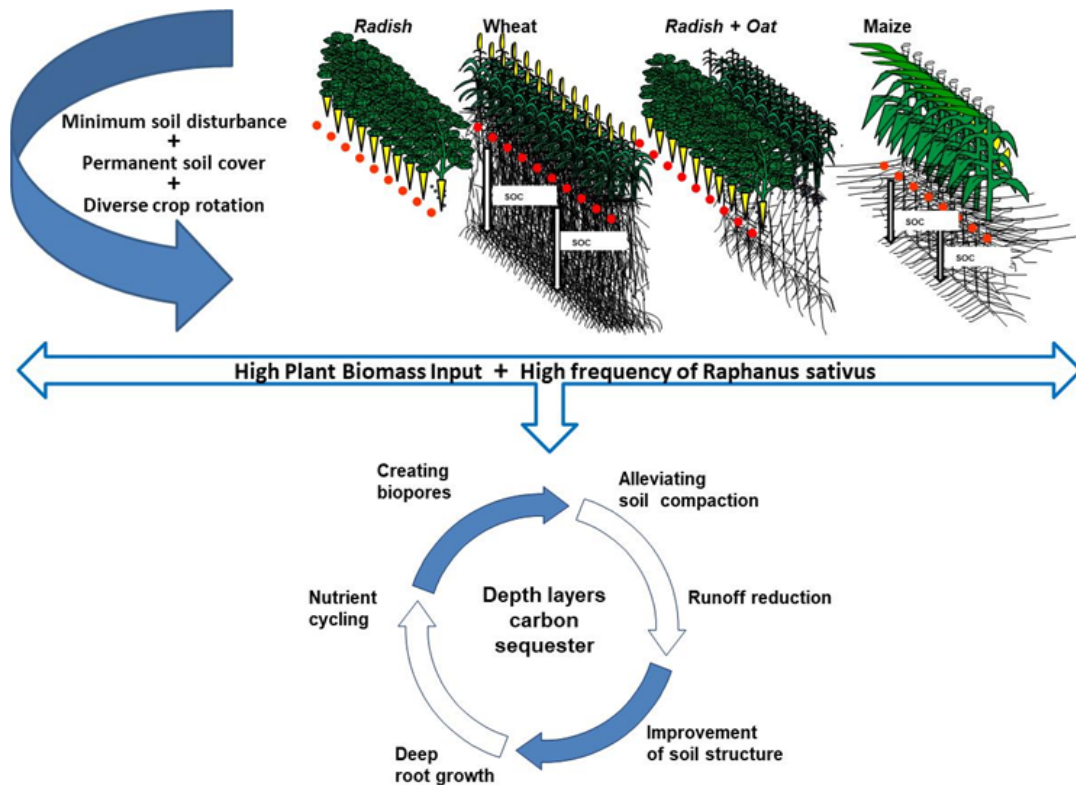 Radish
Wheat
Radish + Oat
Maize
Minimum soil disturbance
+
Permanent soil cover
+
Diverse crop rotation
SOC
SOC
SOC
SOC
High Plant Biomass Input + High frequency of Raphanus sativus
Creating
biopores
Alleviating
soil compaction
Nutrient
cycling
Depth layers
carbon
sequester
Runoff reduction
Deep
root growth
Improvement
of soil structure